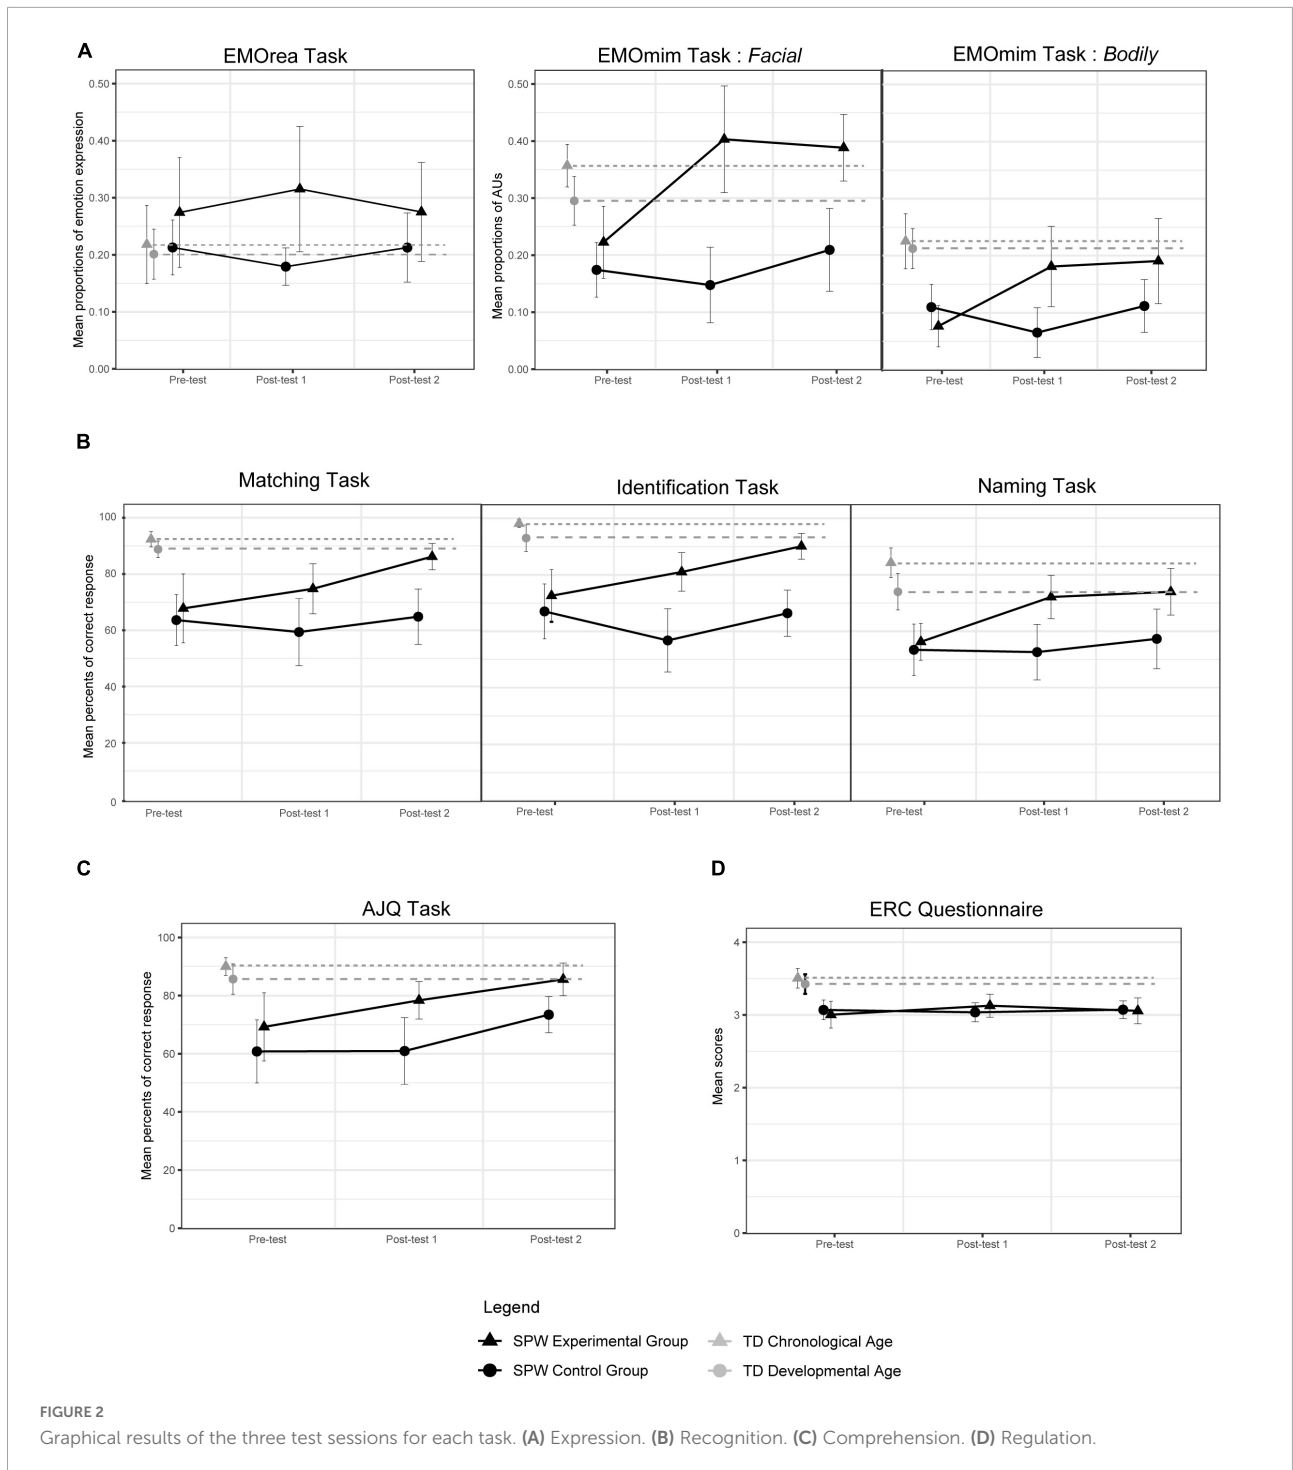 A
EMOrea Task
EMOmim Task : Facial
EMOmim Task : Bodily
Mean proportions of emotion expression
0.50
0.40
0.30
0.20
0.10
0.00
Pre-test
Post-test 1
Post-test 2
Mean proportions of AUs
0.50
0.40
0.30
0.20
0.10
0.00
Pre-test
Post-test 1
Post-test 2
Pre-test
Post-test 1
Post-test 2
B
Matching Task
Identification Task
Naming Task
Mean percents of correct response
100
80
60
40
20
0
Pre-test
Post-test 1
Post-test 2
Pre-test
Post-test 1
Post-test 2
Pre-test
Post-test 1
Post-test 2
C
AJQ Task
Mean percents of correct response
100
80
60
40
20
0
Pre-test
Post-test 1
Post-test 2
D
ERC Questionnaire
Mean scores
4
3
2
1
0
Pre-test
Post-test 1
Post-test 2
Legend
SPW Experimental Group
TD Chronological Age
SPW Control Group
TD Developmental Age
FIGURE 2
Graphical results of the three test sessions for each task. (A) Expression. (B) Recognition. (C) Comprehension. (D) Regulation.